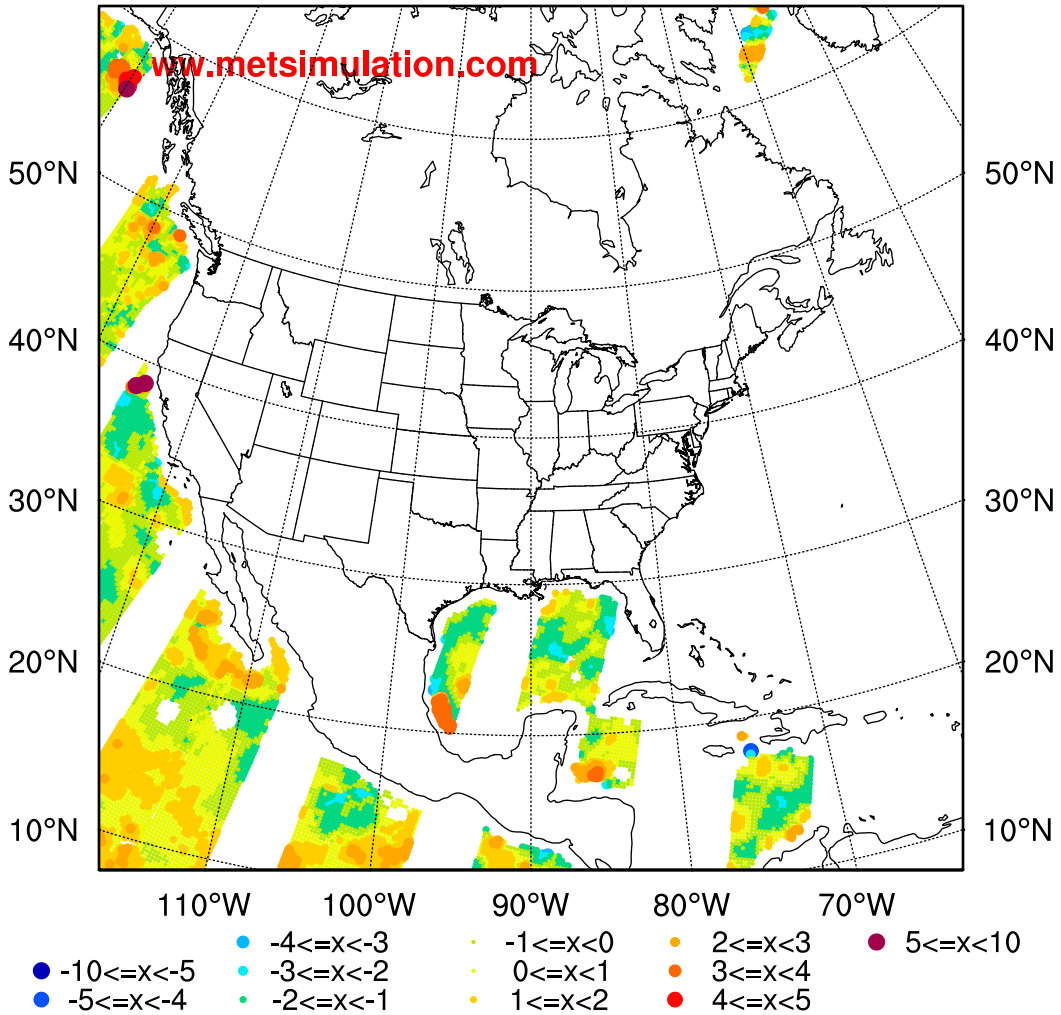 ww.metsimulation.com
50°N 50°N
40°N 40°N
30°N 30°N
20°N 20°N
10°N 10°N
110°W 100°W 90°W 80°W 70°W
-4<=x<-3 -1<=x<0 2<=x<3 5<=x<10
-10<=x<-5 -3<=x<-2 0<=x<1 3<=x<4
-5<=x<-4 -2<=x<-1 1<=x<2 4<=x<5